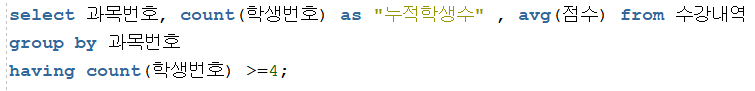 select 과목번호, count(학생번호) as "누적학생수" , avg(점수) from 수강내역
group by 과목번호
having count(학생번호) >=4;